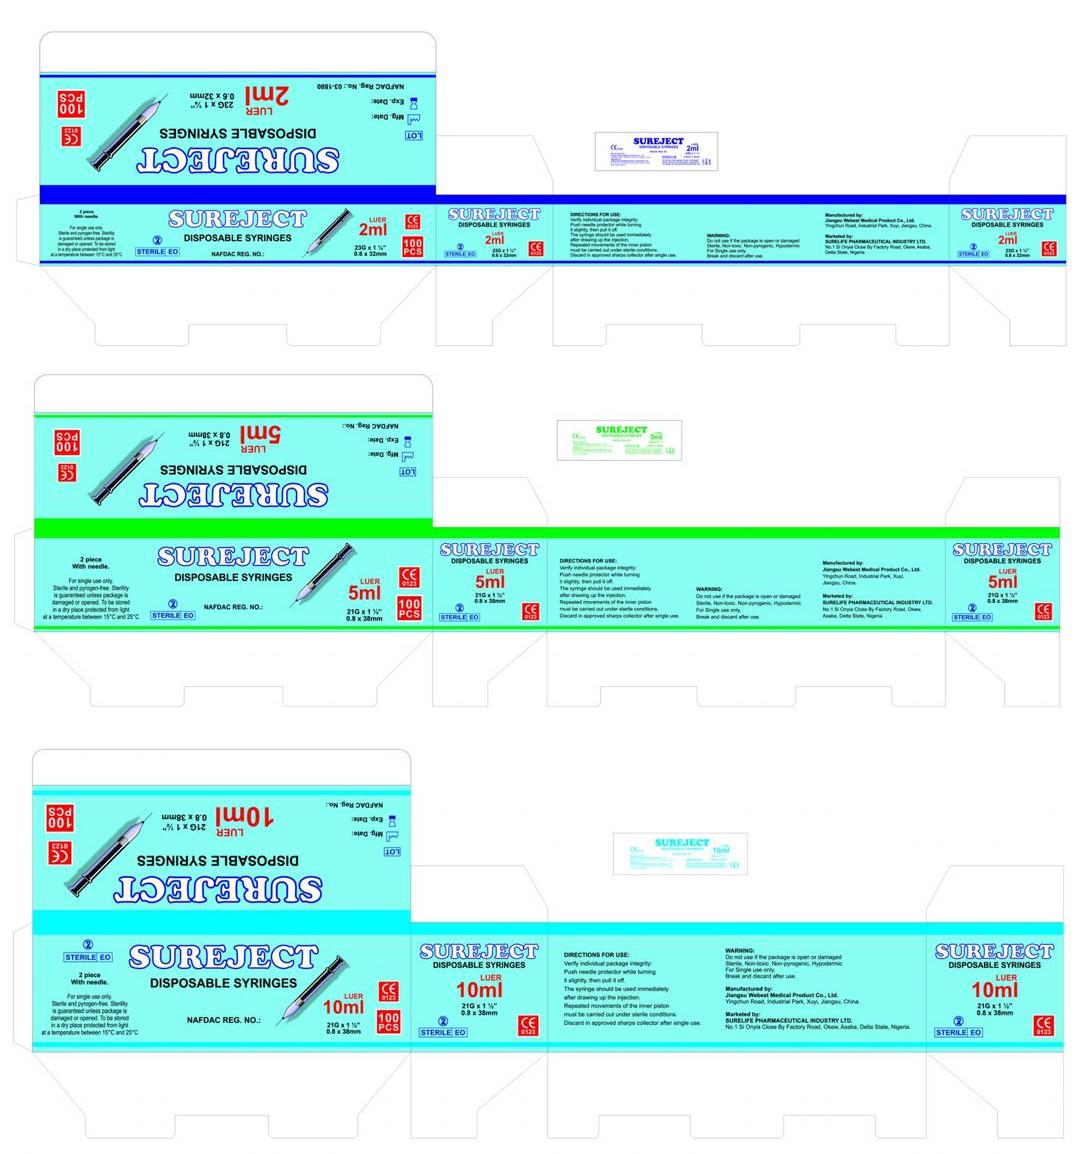 NAFDAC Reg. No.: 03-1880
Exp. Date:
Mfg. Date:
LOT
LUER
2ml
23G x 1 ¼"
0.6 x 32mm
100
PCS
CE
0123
DISPOSABLE SYRINGES
SUREJECT
SUREJECT
DISPOSABLE SYRINGES
2ml
2 piece
With needle.
For single use only.
Sterile and pyrogen-free. Sterility
is guaranteed unless package is
damaged or opened. To be stored
in a dry place protected from light
at a temperature between 15°C and 25°C
2
STERILE EO
SUREJECT
DISPOSABLE SYRINGES
NAFDAC REG. NO.:
LUER
2ml
23G x 1 ¼"
0.6 x 32mm
CE
0123
100
PCS
SUREJECT
DISPOSABLE SYRINGES
LUER
2ml
23G x 1 ¼"
0.6 x 32mm
2
STERILE EO
CE
0123
DIRECTIONS FOR USE:
Verify individual package integrity:
Push needle protector while turning
it slightly, then pull it off.
The syringe should be used immediately
after drawing up the injection.
Repeated movements of the inner piston
must be carried out under sterile conditions.
Discard in approved sharps collector after single use.
WARNING:
Do not use if the package is open or damaged
Sterile, Non-toxic, Non-pyrogenic, Hypodermic
For Single use only.
Break and discard after use.
Manufactured by:
Jiangsu Webest Medical Product Co., Ltd.
Yingchun Road, Industrial Park, Xuyi, Jiangsu, China.
Marketed by:
SURELIFE PHARMACEUTICAL INDUSTRY LTD.
No.1 Si Onyia Close By Factory Road, Okew, Asaba,
Delta State, Nigeria.
SUREJECT
DISPOSABLE SYRINGES
LUER
2ml
23G x 1 ¼"
0.6 x 32mm
2
STERILE EO
CE
0123
NAFDAC Reg. No.:
Exp. Date:
Mfg. Date:
LOT
LUER
5ml
21G x 1 ½"
0.8 x 38mm
100
PCS
CE
0123
DISPOSABLE SYRINGES
SUREJECT
SUREJECT
DISPOSABLE SYRINGES
5ml
2 piece
With needle.
For single use only.
Sterile and pyrogen-free. Sterility
is guaranteed unless package is
damaged or opened. To be stored
in a dry place protected from light
at a temperature between 15°C and 25°C
2
STERILE EO
SUREJECT
DISPOSABLE SYRINGES
NAFDAC REG. NO.:
LUER
5ml
21G x 1 ½"
0.8 x 38mm
CE
0123
100
PCS
SUREJECT
DISPOSABLE SYRINGES
LUER
5ml
21G x 1 ½"
0.8 x 38mm
2
STERILE EO
CE
0123
DIRECTIONS FOR USE:
Verify individual package integrity:
Push needle protector while turning
it slightly, then pull it off.
The syringe should be used immediately
after drawing up the injection.
Repeated movements of the inner piston
must be carried out under sterile conditions.
Discard in approved sharps collector after single use.
WARNING:
Do not use if the package is open or damaged
Sterile, Non-toxic. Non-pyrogenic, Hypodermic
For Single use only.
Break and discard after use.
Manufactured by:
Jiangsu Webest Medical Product Co., Ltd.
Yingchun Road, Industrial Park, Xuyi,
Jiangsu, China.
Marketed by:
SURELIFE PHARMACEUTICAL INDUSTRY LTD.
No.1 Si Onyia Close By Factory Road, Okew,
Asaba, Delta State, Nigeria.
SUREJECT
DISPOSABLE SYRINGES
LUER
5ml
21G x 1 ½"
0.8 x 38mm
2
STERILE EO
CE
0123
NAFDAC Reg. No.:
Exp. Date:
Mfg. Date:
LOT
LUER
10ml
21G x 1 ½"
0.8 x 38mm
100
PCS
CE
0123
DISPOSABLE SYRINGES
SUREJECT
SUREJECT
DISPOSABLE SYRINGES
10ml
2
STERILE EO
2 piece
With needle.
For single use only.
Sterile and pyrogen-free. Sterility
is guaranteed unless package is
damaged or opened. To be stored
in a dry place protected from light
at a temperature between 15°C and 25°C
SUREJECT
DISPOSABLE SYRINGES
NAFDAC REG. NO.:
LUER
10ml
21G x 1 ½"
0.8 x 38mm
CE
0123
100
PCS
SUREJECT
DISPOSABLE SYRINGES
LUER
10ml
21G x 1 ½"
0.8 x 38mm
2
STERILE EO
CE
0123
DIRECTIONS FOR USE:
Verify individual package integrity:
Push needle protector while turning
it slightly, then pull it off.
The syringe should be used immediately
after drawing up the injection.
Repeated movements of the inner piston
must be carried out under sterile conditions.
Discard in approved sharps collector after single use.
WARNING:
Do not use if the package is open or damaged
Sterile, Non-toxic. Non-pyrogenic, Hypodermic
For Single use only,
Break and discard after use.
Manufactured by:
Jiangsu Webest Medical Product Co., Ltd.
Yingchun Road, Industrial Park, Xuyi, Jiangsu, China.
Marketed by:
SURELIFE PHARMACEUTICAL INDUSTRY LTD.
No.1 Si Onyia Close By Factory Road, Okew, Asaba, Delta State, Nigeria.
SUREJECT
DISPOSABLE SYRINGES
LUER
10ml
21G x 1 ½"
0.8 x 38mm
2
STERILE EO
CE
0123